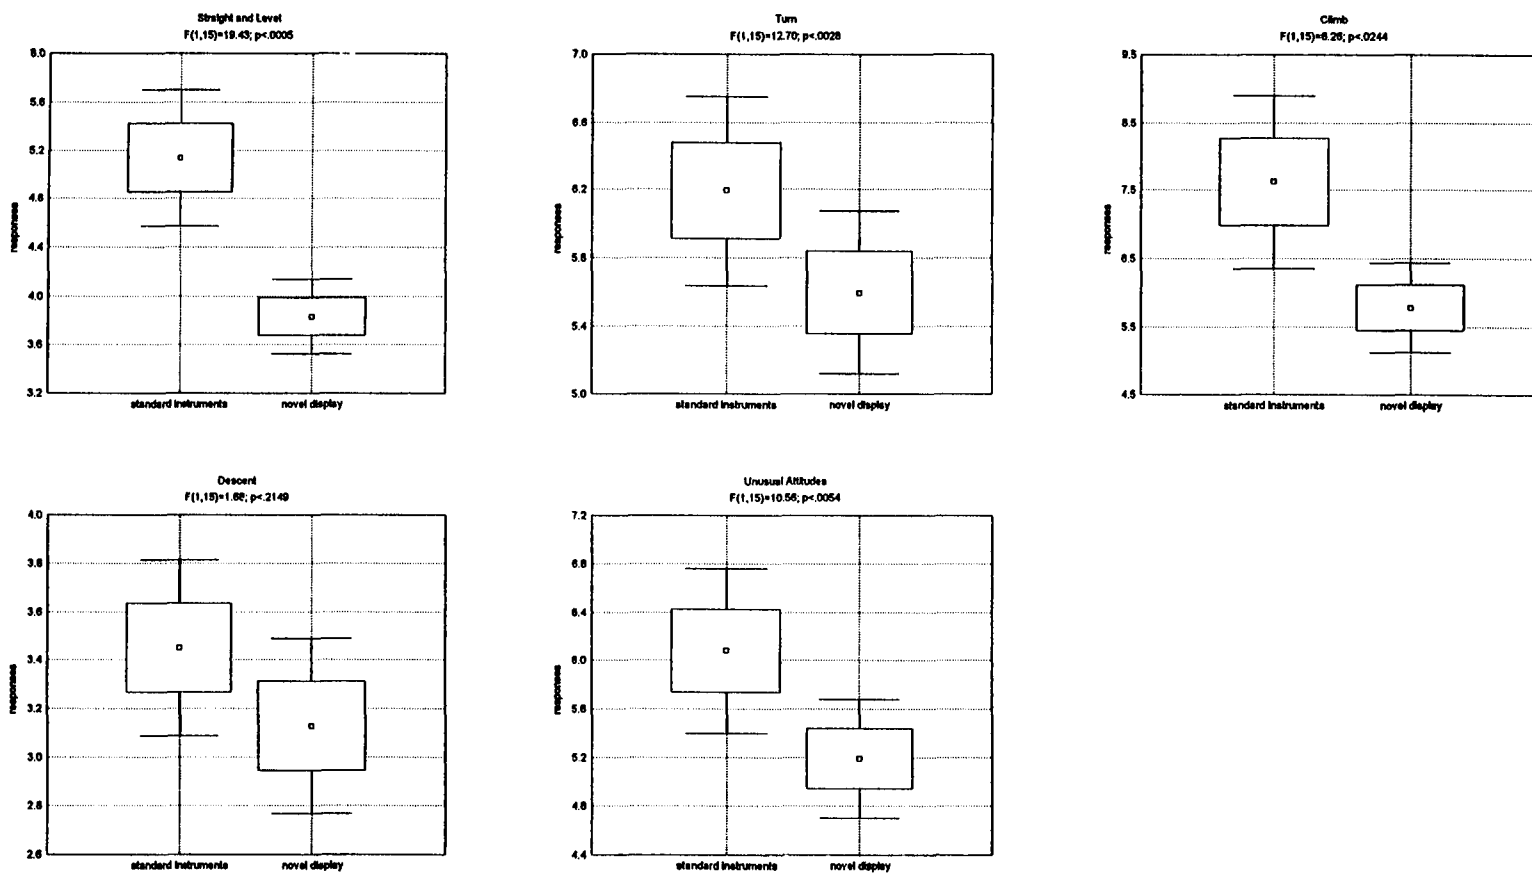 Straight and Level
F(1,15)=19.43; p<.0005
6.0
5.6
5.2
4.8
4.4
4.0
3.6
3.2
responses
standard instruments novel display
Turn
F(1,15)=12.70; p<.0028
7.0
6.6
6.2
5.8
5.4
5.0
responses
standard instruments novel display
Climb
F(1,15)=6.26; p<.0244
9.5
8.5
7.5
6.5
5.5
4.5
responses
standard instruments novel display
Descent
F(1,15)=1.68; p<.2149
4.0
3.8
3.6
3.4
3.2
3.0
2.8
2.6
responses
standard instruments novel display
Unusual Attitudes
F(1,15)=10.56; p<.0054
7.2
6.8
6.4
6.0
5.6
5.2
4.8
4.4
responses
standard instruments novel display